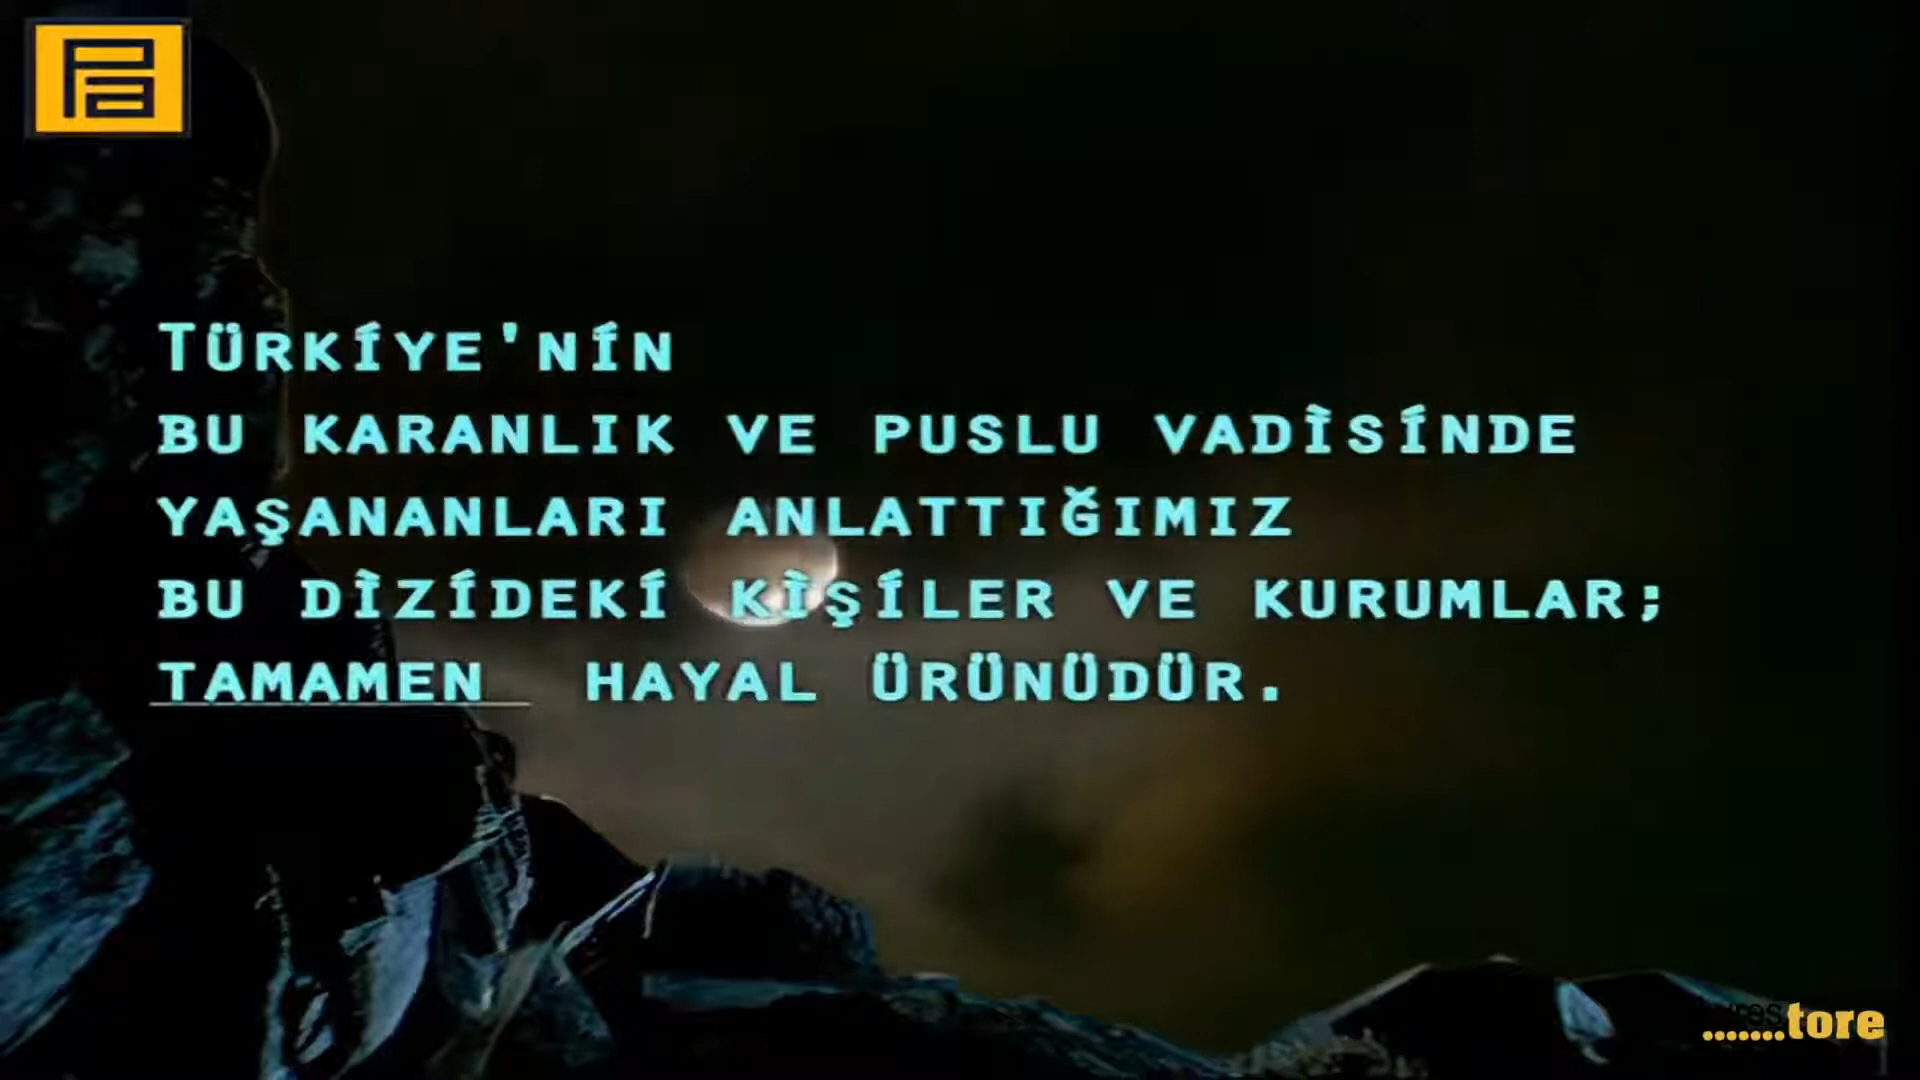 TÜRKİYE'NİN
BU KARANLIK VE PUSLU VADİSİNDE
YAŞANANLARI ANLATTIĞIMIZ
BU DİZİDEKİ KİŞİLER VE KURUMLAR;
TAMAMEN HAYAL ÜRÜNÜDÜR.
.......tore